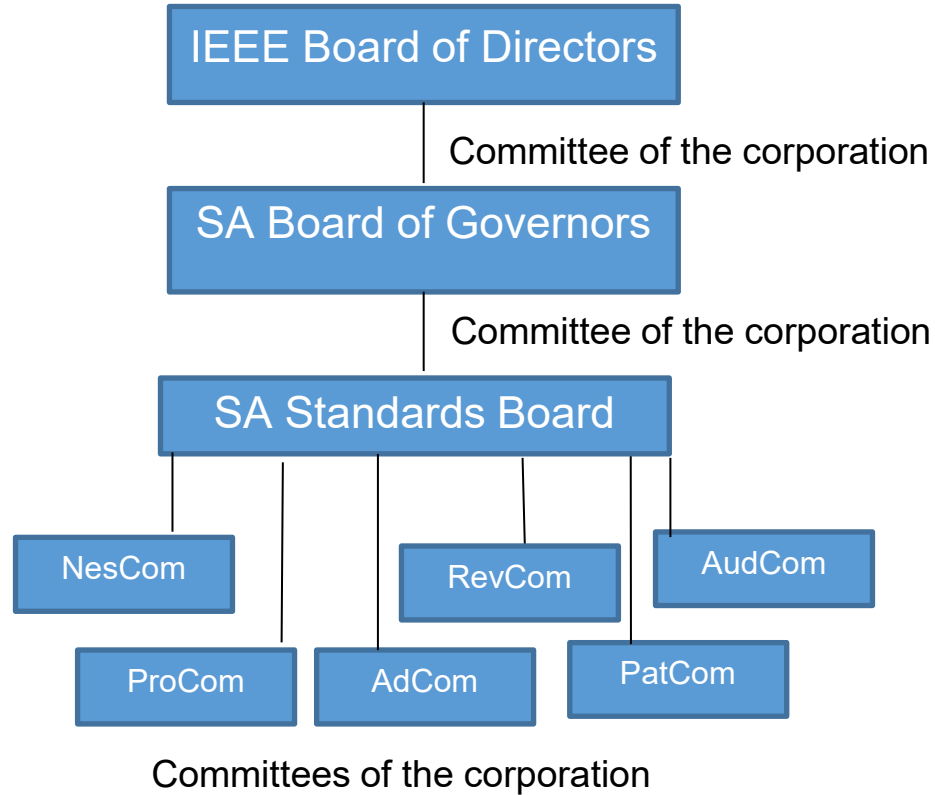 IEEE Board of Directors
Committee of the corporation
SA Board of Governors
Committee of the corporation
SA Standards Board
NesCom
RevCom
AudCom
ProCom
AdCom
PatCom
Committees of the corporation